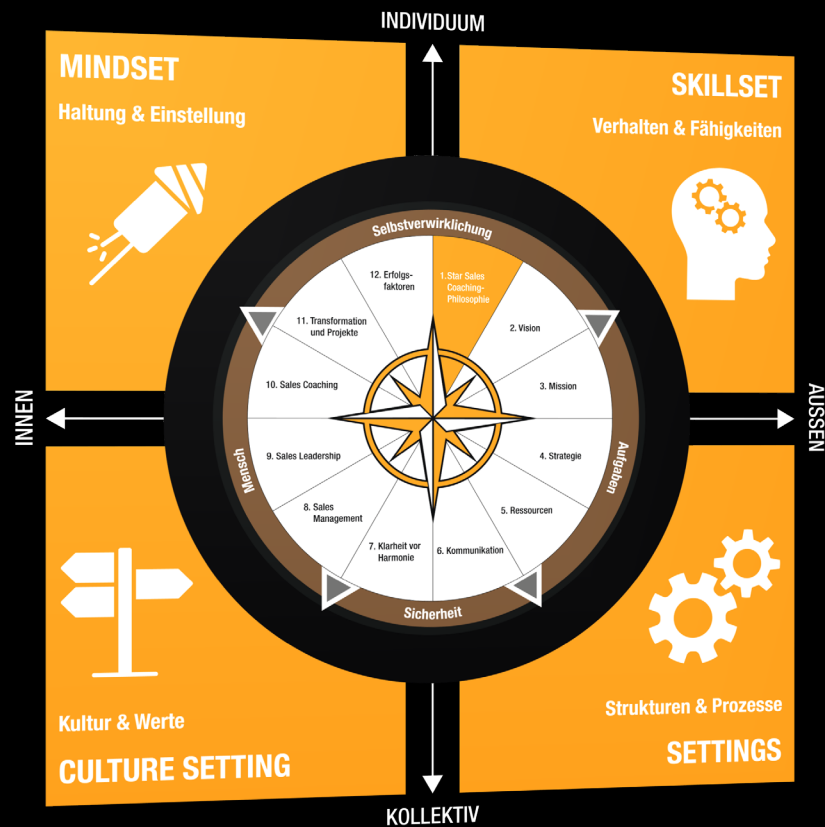 INDIVIDUUM
MINDSET
Haltung & Einstellung
SKILLSET
Verhalten & Fähigkeiten
Selbstverwirklichung
12. Erfolgs-
faktoren
1. Star Sales
Coaching-
Philosophie
11. Transformation
und Projekte
2. Vision
10. Sales Coaching
3. Mission
INNEN
AUSSEN
Mensch
9. Sales Leadership
4. Strategie
Aufgaben
8. Sales
Management
5. Ressourcen
7. Klarheit vor
Harmonie
6. Kommunikation
Sicherheit
Kultur & Werte
CULTURE SETTING
Strukturen & Prozesse
SETTINGS
KOLLEKTIV